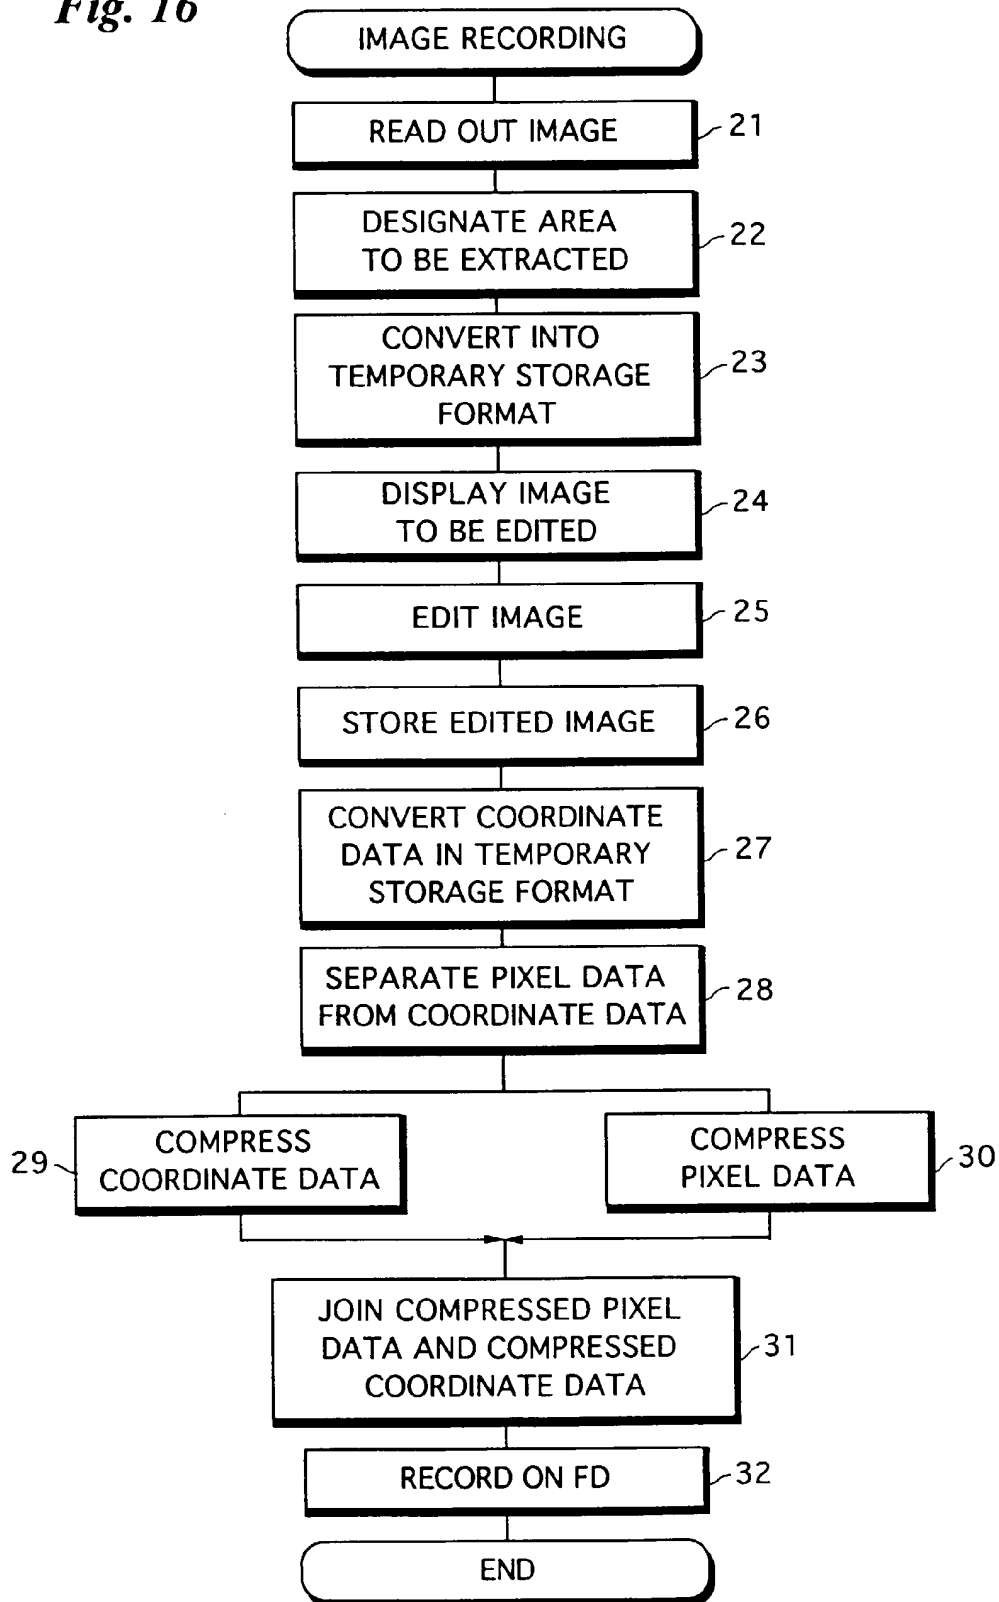 Fig. 16
IMAGE RECORDING
READ OUT IMAGE
21
DESIGNATE AREA
TO BE EXTRACTED
22
CONVERT INTO
TEMPORARY STORAGE
FORMAT
23
DISPLAY IMAGE
TO BE EDITED
24
EDIT IMAGE
25
STORE EDITED IMAGE
26
CONVERT COORDINATE
DATA IN TEMPORARY
STORAGE FORMAT
27
SEPARATE PIXEL DATA
FROM COORDINATE DATA
28
29
COMPRESS
COORDINATE DATA
COMPRESS
PIXEL DATA
30
JOIN COMPRESSED PIXEL
DATA AND COMPRESSED
COORDINATE DATA
31
RECORD ON FD
32
END